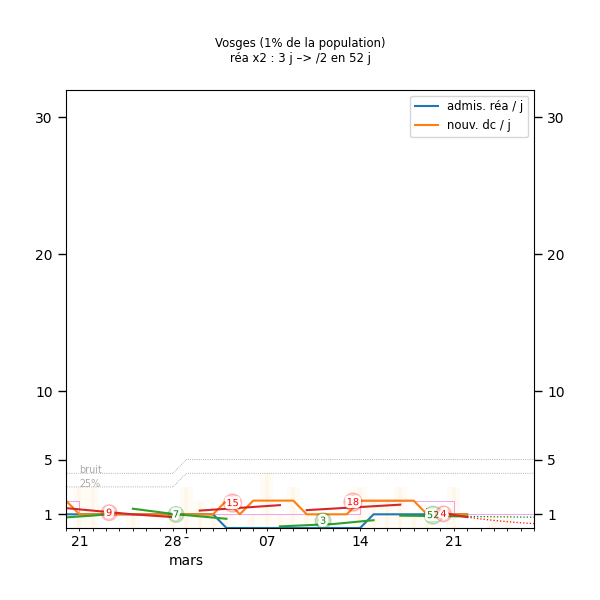 Vosges (1% de la population)
réa x2 : 3 j –> /2 en 52 j
admis. réa / j
nouv. dc / j
30 30
20 20
10 10
5 5
bruit
25%
1 1
9 7 15 3 18 52 4
21 28 - 07 14 21
mars